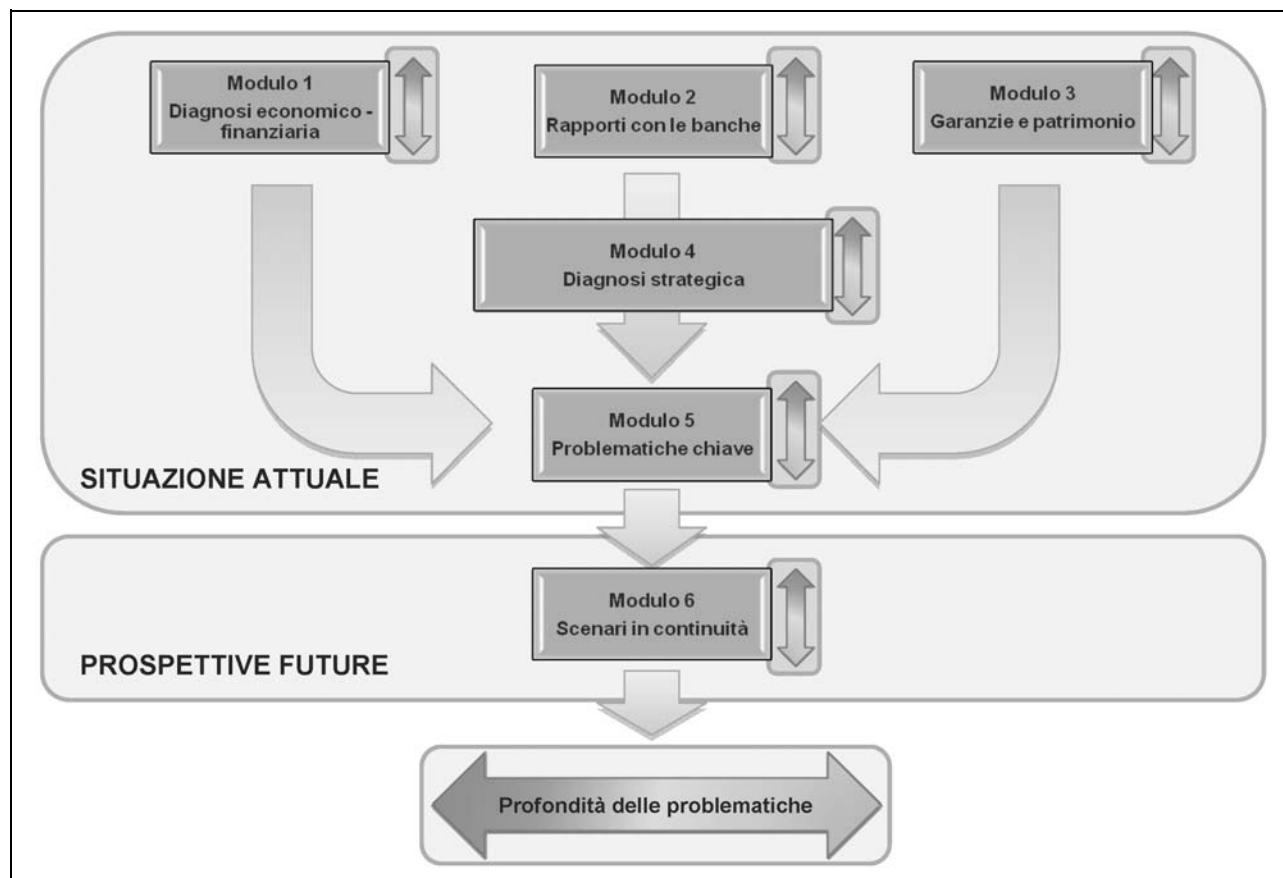 Modulo 1
Diagnosi economico -
finanziaria
Modulo 2
Rapporti con le banche
Modulo 3
Garanzie e patrimonio
Modulo 4
Diagnosi strategica
Modulo 5
Problematiche chiave
SITUAZIONE ATTUALE
Modulo 6
Scenari in continuità
PROSPETTIVE FUTURE
Profondità delle problematiche